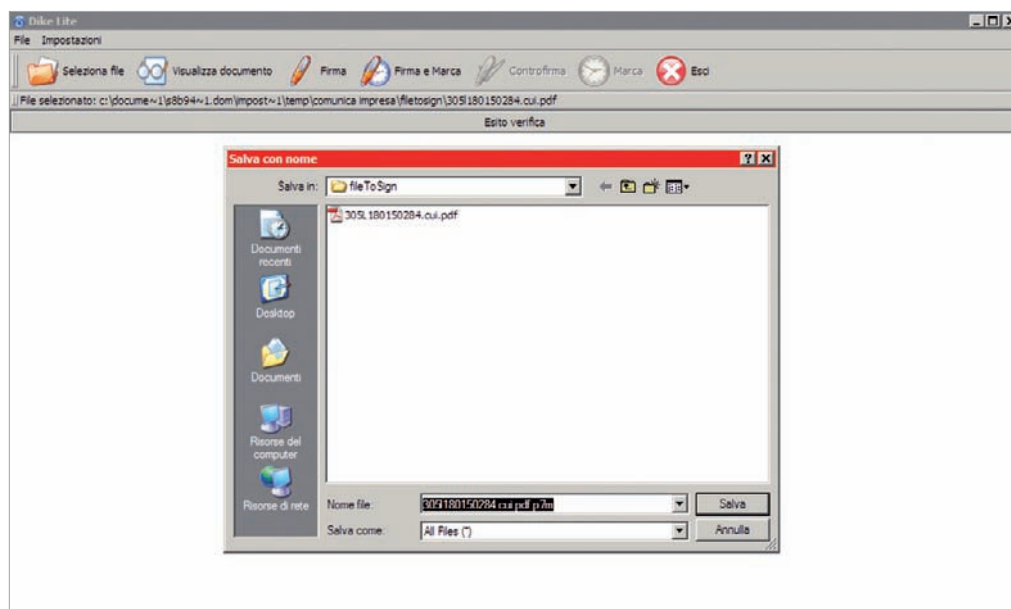 Dike Lite
File Impostazioni
Seleziona file Visualizza documento Firma Firma e Marca Controfirma Marca Esci
File selezionato: c:\docume~1\s8b94~1.dom\impost~1\temp\comunica impresa\filetosign\305l180150284.cui.pdf
Esito verifica
Salva con nome
Salva in: fileToSign
305L180150284.cui.pdf
Documenti
recenti
Desktop
Documenti
Risorse del
computer
Risorse di rete
Nome file: 305l180150284.cui.pdf.p7m Salva
Salva come: All Files (*) Annulla